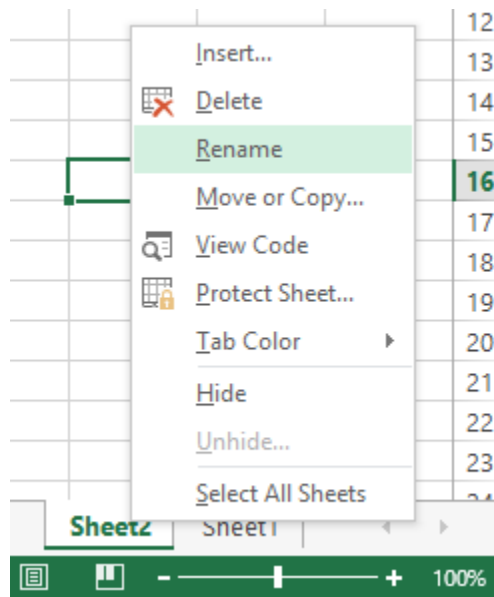 12
Insert...
13
Delete
14
Rename
15
16
Move or Copy...
17
View Code
18
Protect Sheet...
19
Tab Color
20
21
Hide
22
Unhide...
23
Select All Sheets
24
Sheet2 Sheet1
100%